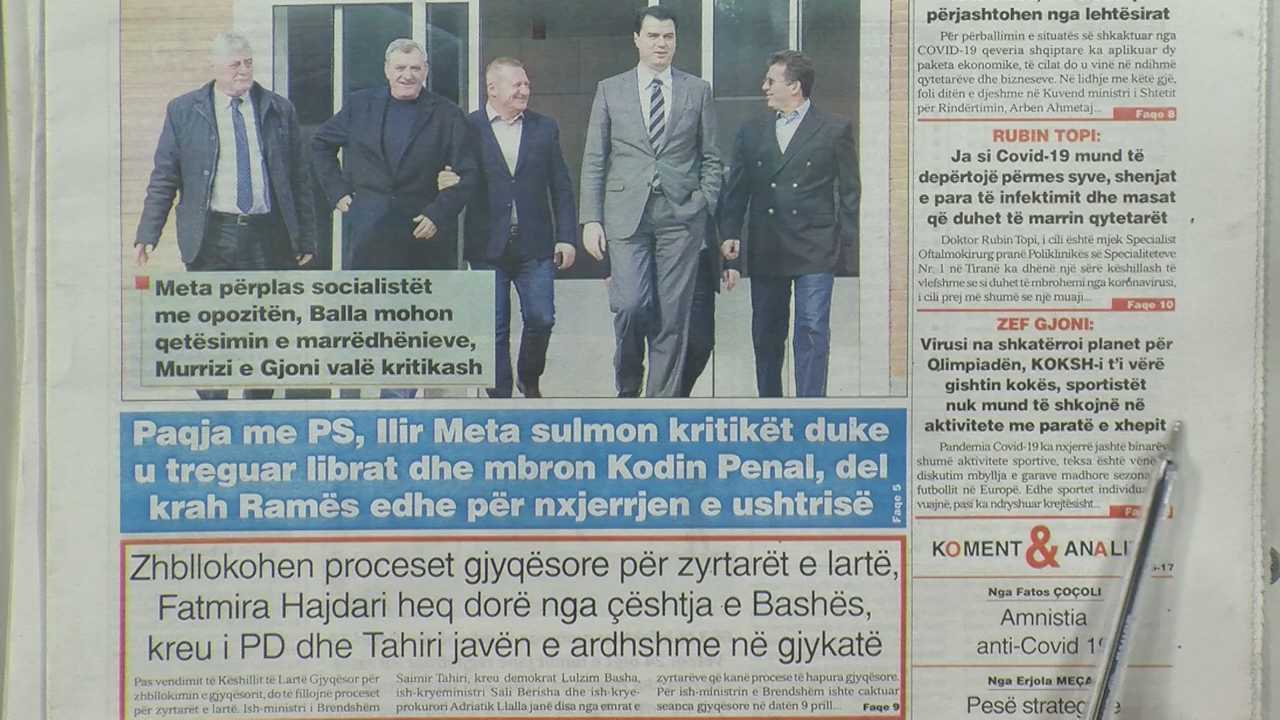 Meta përplas socialistët
me opozitën, Balla mohon
qetësimin e marrëdhënieve,
Murrizi e Gjoni valë kritikash
Paqja me PS, Ilir Meta sulmon kritikët duke
u treguar librat dhe mbron Kodin Penal, del
krah Ramës edhe për nxjerrjen e ushtrisë
Faqe 5
Zhbllokohen proceset gjyqësore për zyrtarët e lartë,
Fatmira Hajdari heq dorë nga çështja e Bashës,
kreu i PD dhe Tahiri javën e ardhshme në gjykatë
Pas vendimit të Këshillit të Lartë Gjyqësor për
zhbllokimin e gjyqësorit, do të fillojnë proceset
për zyrtarët e lartë. Ish-ministri i Brendshëm
Saimir Tahiri, kreu demokrat Lulzim Basha,
ish-kryeministri Sali Berisha dhe ish-krye-
prokurori Adriatik Llalla janë disa nga emrat e
zyrtarëve që kanë procese të hapura gjyqësore.
Për ish-ministrin e Brendshëm ishte caktuar
seanca gjyqësore në datën 9 prill... Faqe 9
përjashtohen nga lehtësirat
Për përballimin e situatës së shkaktuar nga
COVID-19 qeveria shqiptare ka aplikuar dy
paketa ekonomike, të cilat do u vinë në ndihmë
qytetarëve dhe bizneseve. Në lidhje me këtë gjë,
foli ditën e djeshme në Kuvend ministri i Shtetit
për Rindërtimin, Arben Ahmetaj...
Faqe 8
RUBIN TOPI:
Ja si Covid-19 mund të
depërtojë përmes syve, shenjat
e para të infektimit dhe masat
që duhet të marrin qytetarët
Doktor Rubin Topi, i cili është mjek Specialist
Oftalmokirurg pranë Poliklinikës së Specialiteteve
Nr. 1 në Tiranë ka dhënë një sërë këshillash të
vlefshme se si duhet të mbrohemi nga koronavirusi,
i cili prej më shumë se një muaji...
Faqe 10
ZEF GJONI:
Virusi na shkatërroi planet për
Olimpiadën, KOKSH-i t'i vërë
gishtin kokës, sportistët
nuk mund të shkojnë në
aktivitete me paratë e xhepit
Pandemia Covid-19 ka nxjerrë jashtë binarëve
shumë aktivitete sportive, teksa është vënë
diskutim mbyllja e garave madhore sezona
futbollit në Europë. Edhe sportet individua
vuajnë, pasi ka ndryshuar krejtësisht...
KOMENT & ANALI
-17
Nga Fatos ÇOÇOLI
Amnistia
anti-Covid 19
Nga Erjola MEÇA
Pesë strateg